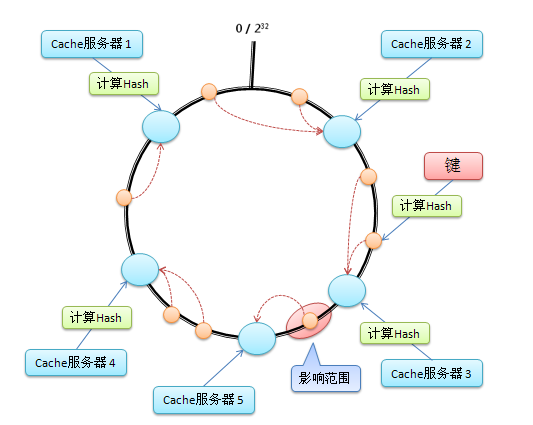 0 / 2³²
Cache服务器 1
Cache服务器 2
计算Hash
计算Hash
键
计算Hash
计算Hash
计算Hash
Cache服务器 4
Cache服务器 3
影响范围
Cache服务器 5